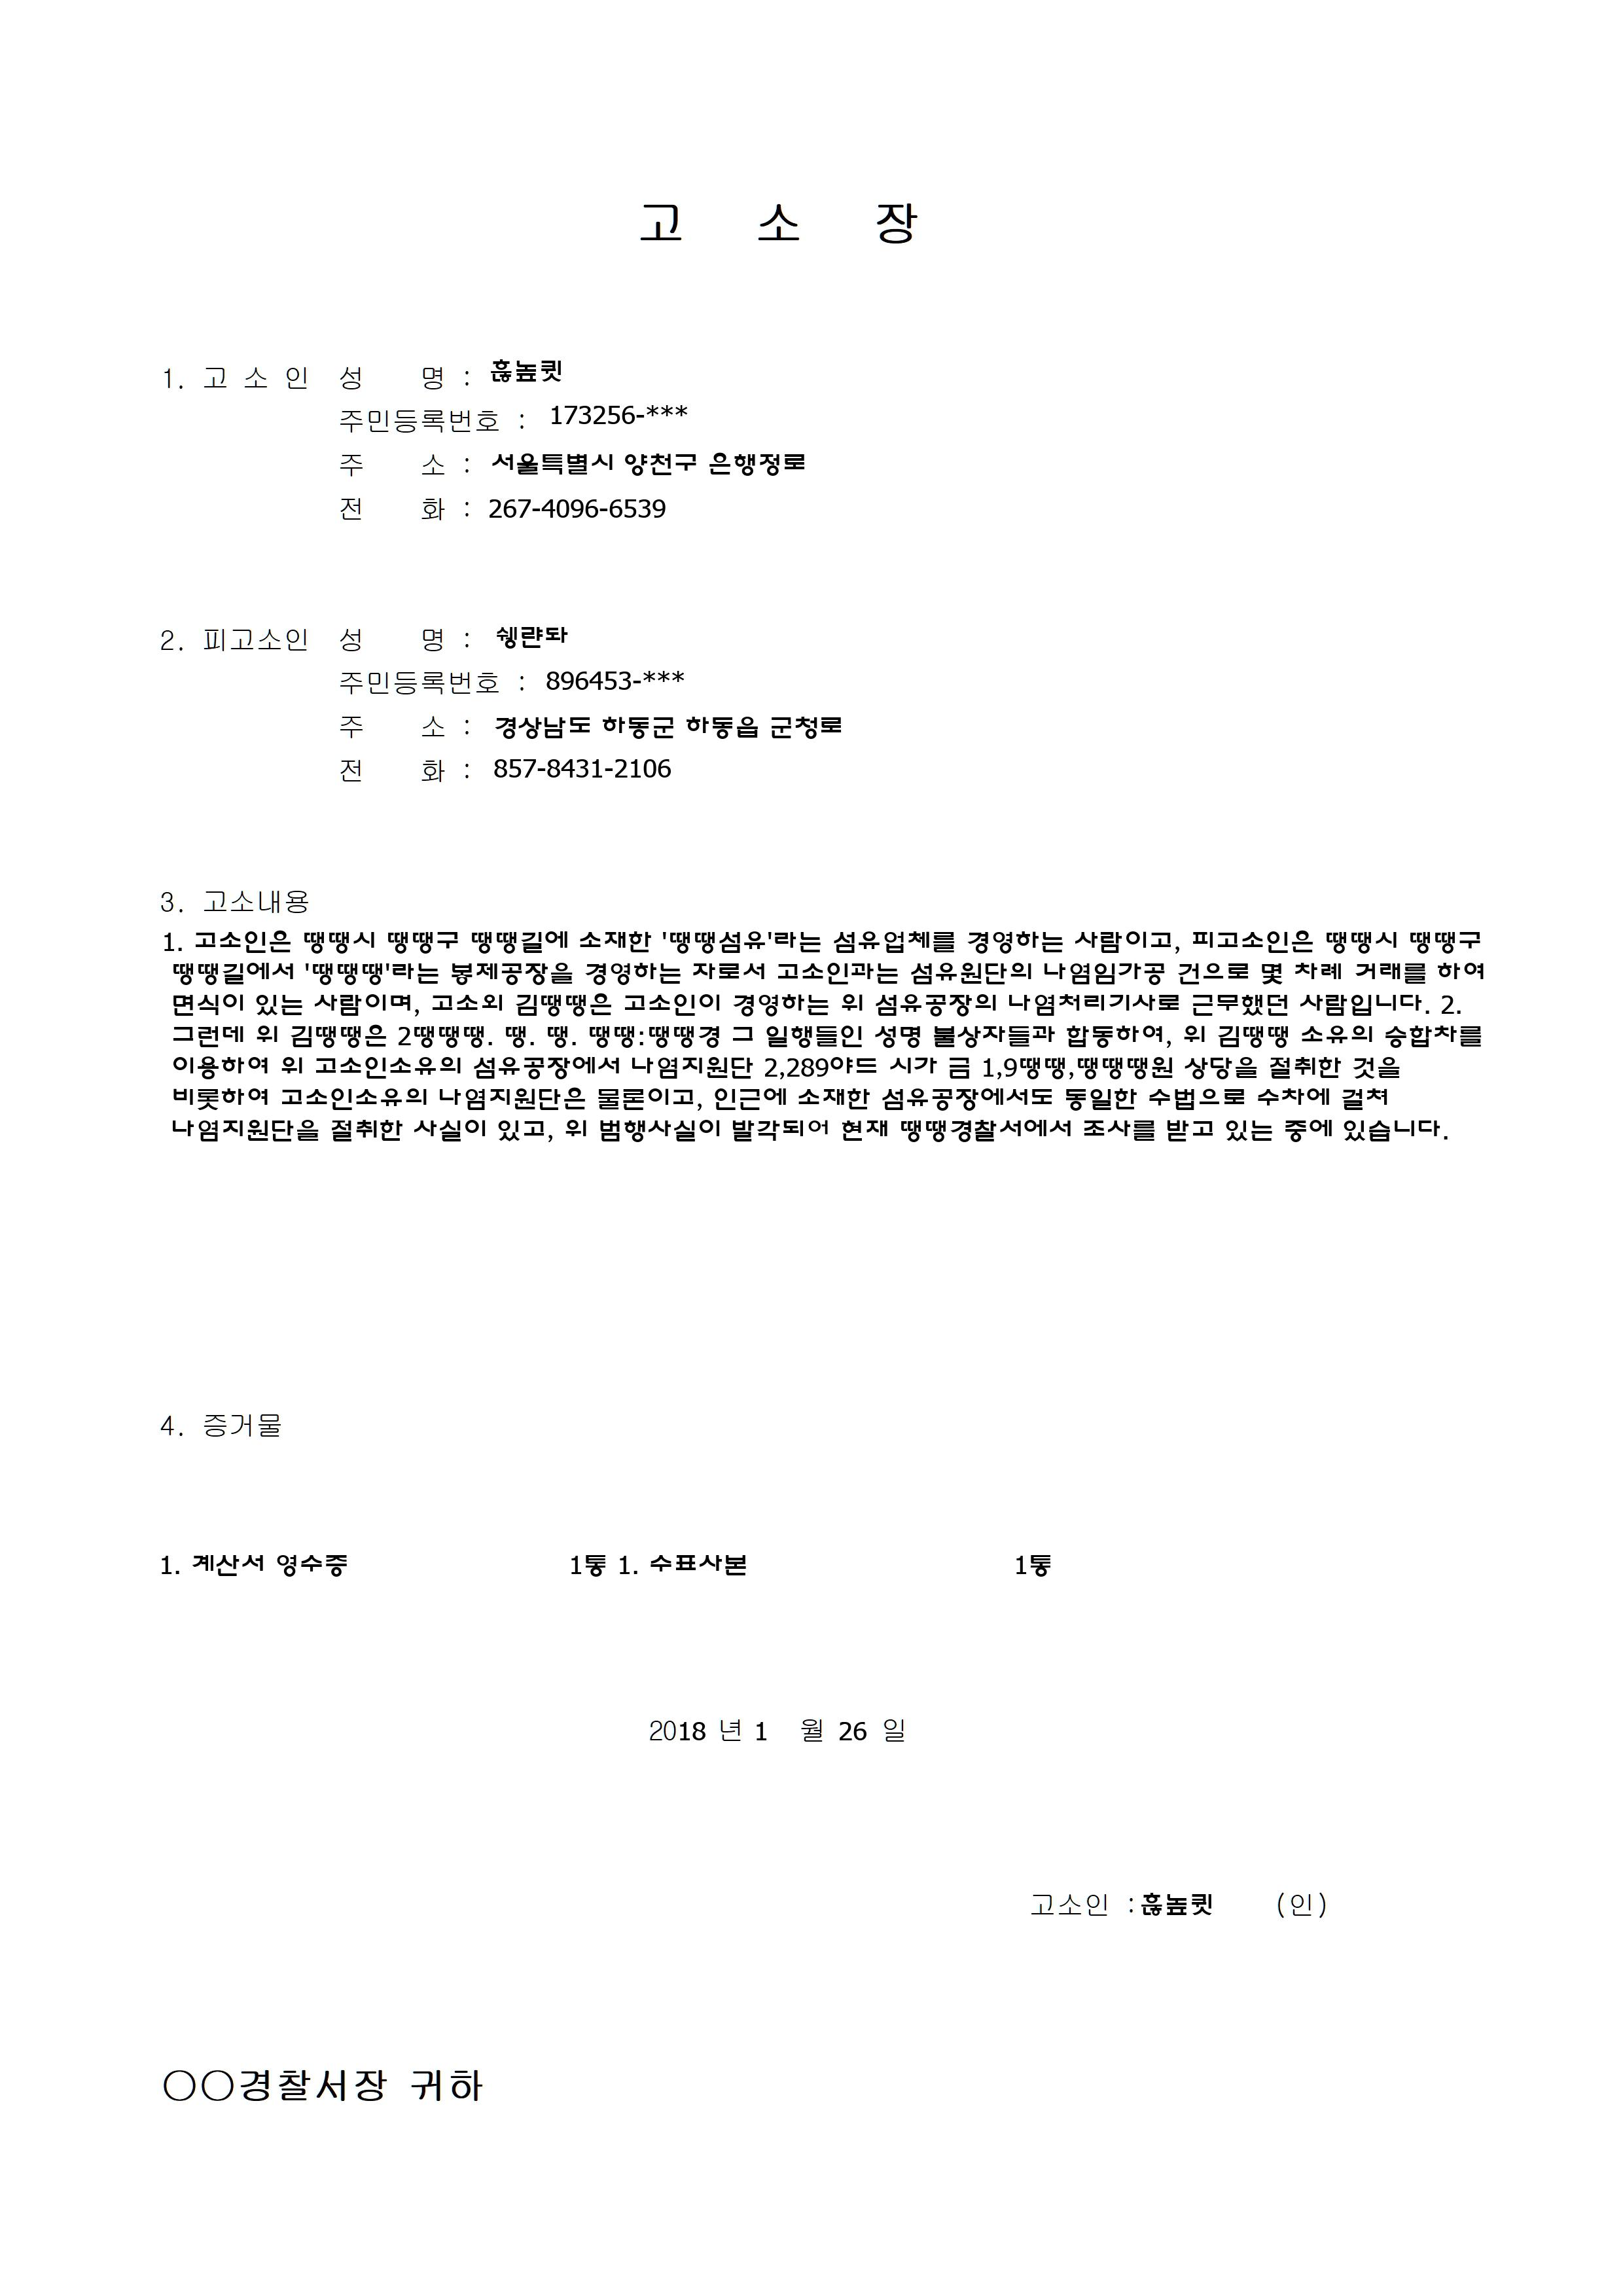 고 소 장
1. 고 소 인 성 명 : 흖높큇
주민등록번호 : 173256-***
주 소 : 서울특별시 양천구 은행정로
전 화 : 267-4096-6539
2. 피고소인 성 명 : 쉥랸돠
주민등록번호 : 896453-***
주 소 : 경상남도 하동군 하동읍 군청로
전 화 : 857-8431-2106
3. 고소내용
1. 고소인은 땡땡시 땡땡구 땡땡길에 소재한 '땡땡섬유'라는 섬유업체를 경영하는 사람이고, 피고소인은 땡땡시 땡땡구
땡땡길에서 '땡땡땡'라는 봉제공장을 경영하는 자로서 고소인과는 섬유원단의 나염임가공 건으로 몇 차례 거래를 하여
면식이 있는 사람이며, 고소외 김땡땡은 고소인이 경영하는 위 섬유공장의 나염처리기사로 근무했던 사람입니다. 2.
그런데 위 김땡땡은 2땡땡땡. 땡. 땡. 땡땡:땡땡경 그 일행들인 성명 불상자들과 합동하여, 위 김땡땡 소유의 승합차를
이용하여 위 고소인소유의 섬유공장에서 나염지원단 2,289야드 시가 금 1,9땡땡,땡땡땡원 상당을 절취한 것을
비롯하여 고소인소유의 나염지원단은 물론이고, 인근에 소재한 섬유공장에서도 동일한 수법으로 수차에 걸쳐
나염지원단을 절취한 사실이 있고, 위 범행사실이 발각되어 현재 땡땡경찰서에서 조사를 받고 있는 중에 있습니다.
4. 증거물
1. 계산서 영수증 1통 1. 수표사본 1통
2018 년 1 월 26 일
고소인 : 흖높큇 (인)
○○경찰서장 귀하